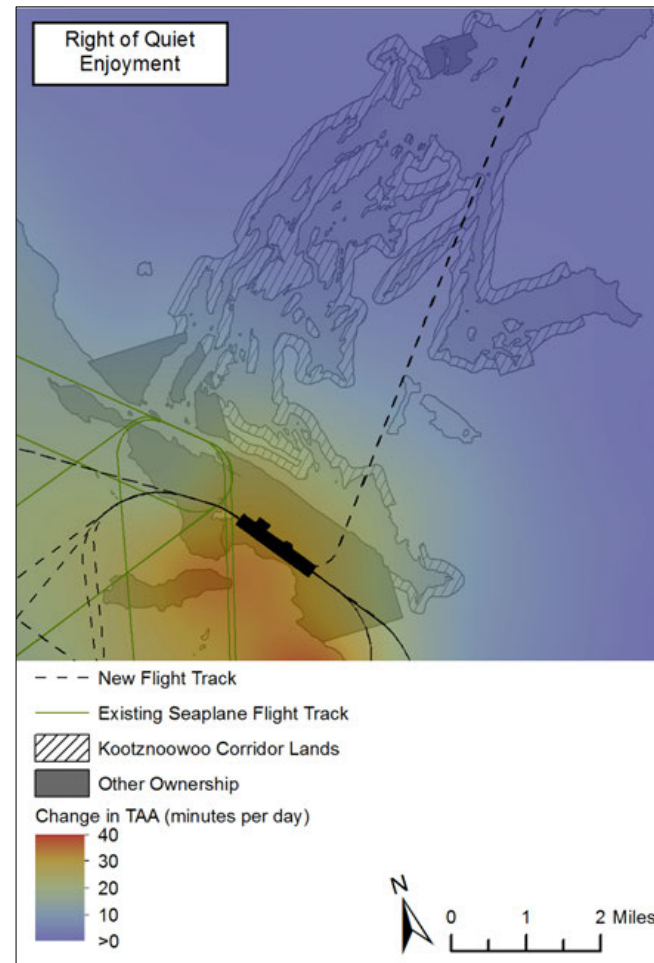 Right of Quiet
Enjoyment
New Flight Track
Existing Seaplane Flight Track
Kootznoowoo Corridor Lands
Other Ownership
Change in TAA (minutes per day)
40
30
20
10
>0
N
0 1 2 Miles